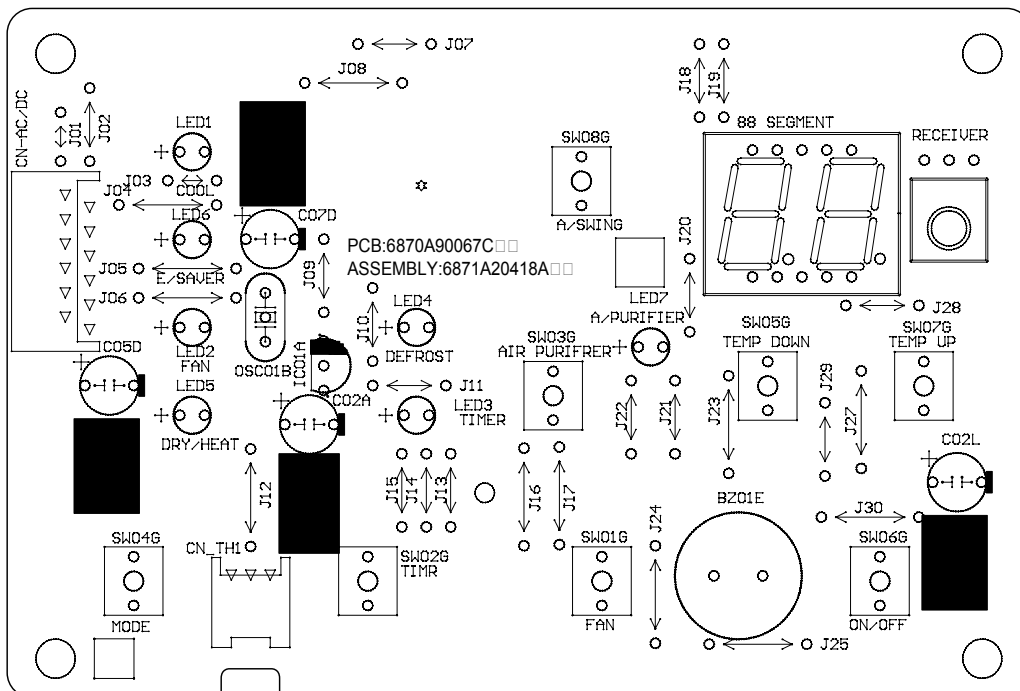 J07
J08
J18
J19
CN-AC/DC
J01
J02
LED1
88 SEGMENT
SW08G
RECEIVER
J03
COOL
J04
LED6
C07D
A/SWING
PCB:6870A90067C□□
ASSEMBLY:6871A20418A□□
J20
J05
E/SAVER
J09
J06
LED7
A/PURIFIER
J28
LED4
J10
DEFROST
SW03G
AIR PURIFRER
SW05G
TEMP DOWN
SW07G
TEMP UP
LED2
FAN
C05D
OSC01B
IC01A
J11
LED5
C02A
LED3
TIMER
J22
J21
J23
J29
J27
DRY/HEAT
C02L
J12
J15
J14
J13
J16
J17
BZ01E
J24
J30
SW04G
CN_TH1
SW02G
TIMR
SW01G
SW06G
MODE
FAN
ON/OFF
J25